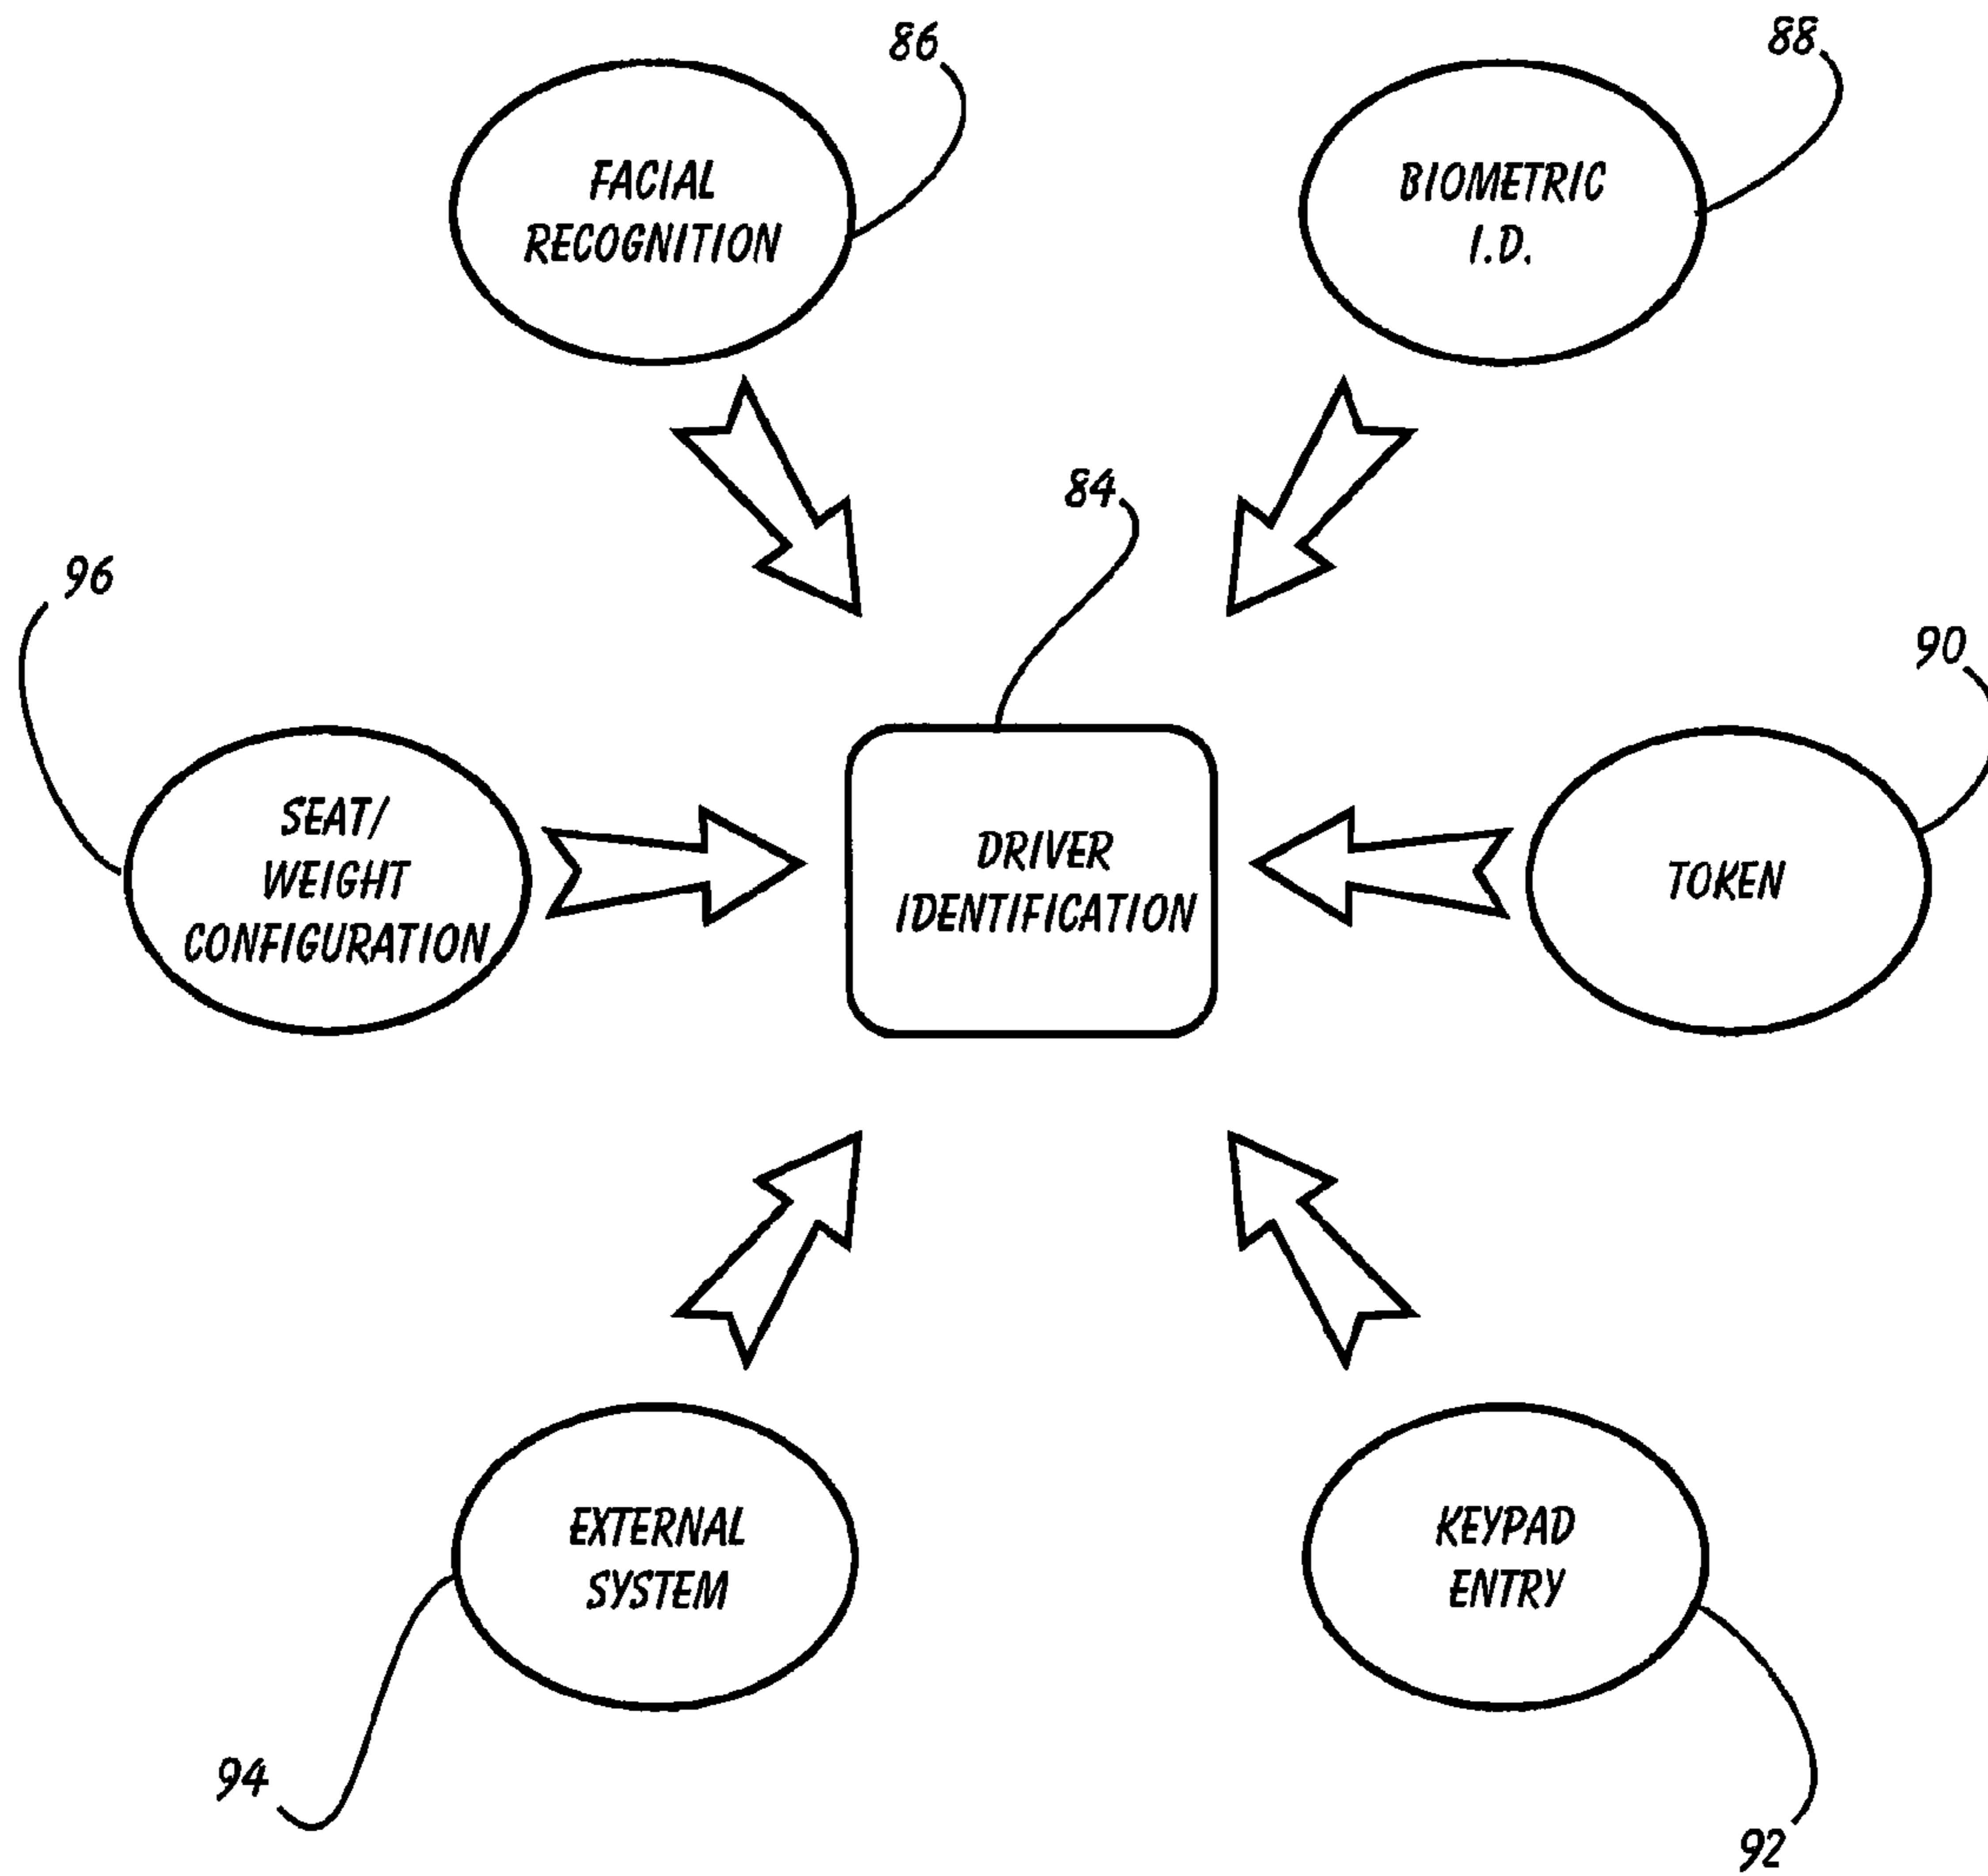 86
88
FACIAL
RECOGNITION
BIOMETRIC
I.D.
84
96
90
SEAT/
WEIGHT
CONFIGURATION
DRIVER
IDENTIFICATION
TOKEN
EXTERNAL
SYSTEM
KEYPAD
ENTRY
94
92